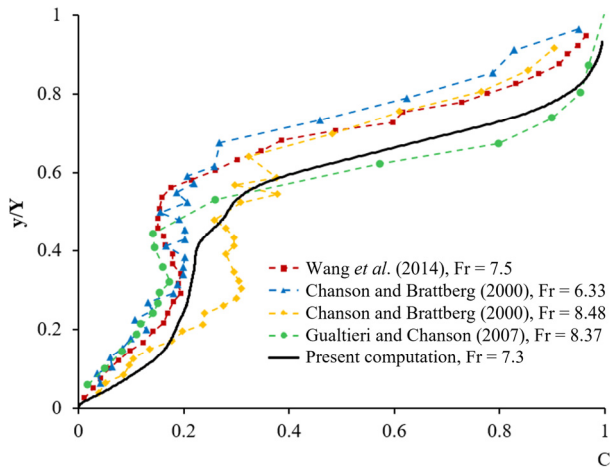 1
0.8
0.6
0.4
0.2
0
y/Y
Wang et al. (2014), Fr = 7.5
Chanson and Brattberg (2000), Fr = 6.33
Chanson and Brattberg (2000), Fr = 8.48
Gualtieri and Chanson (2007), Fr = 8.37
Present computation, Fr = 7.3
0 0.2 0.4 0.6 0.8 1
C